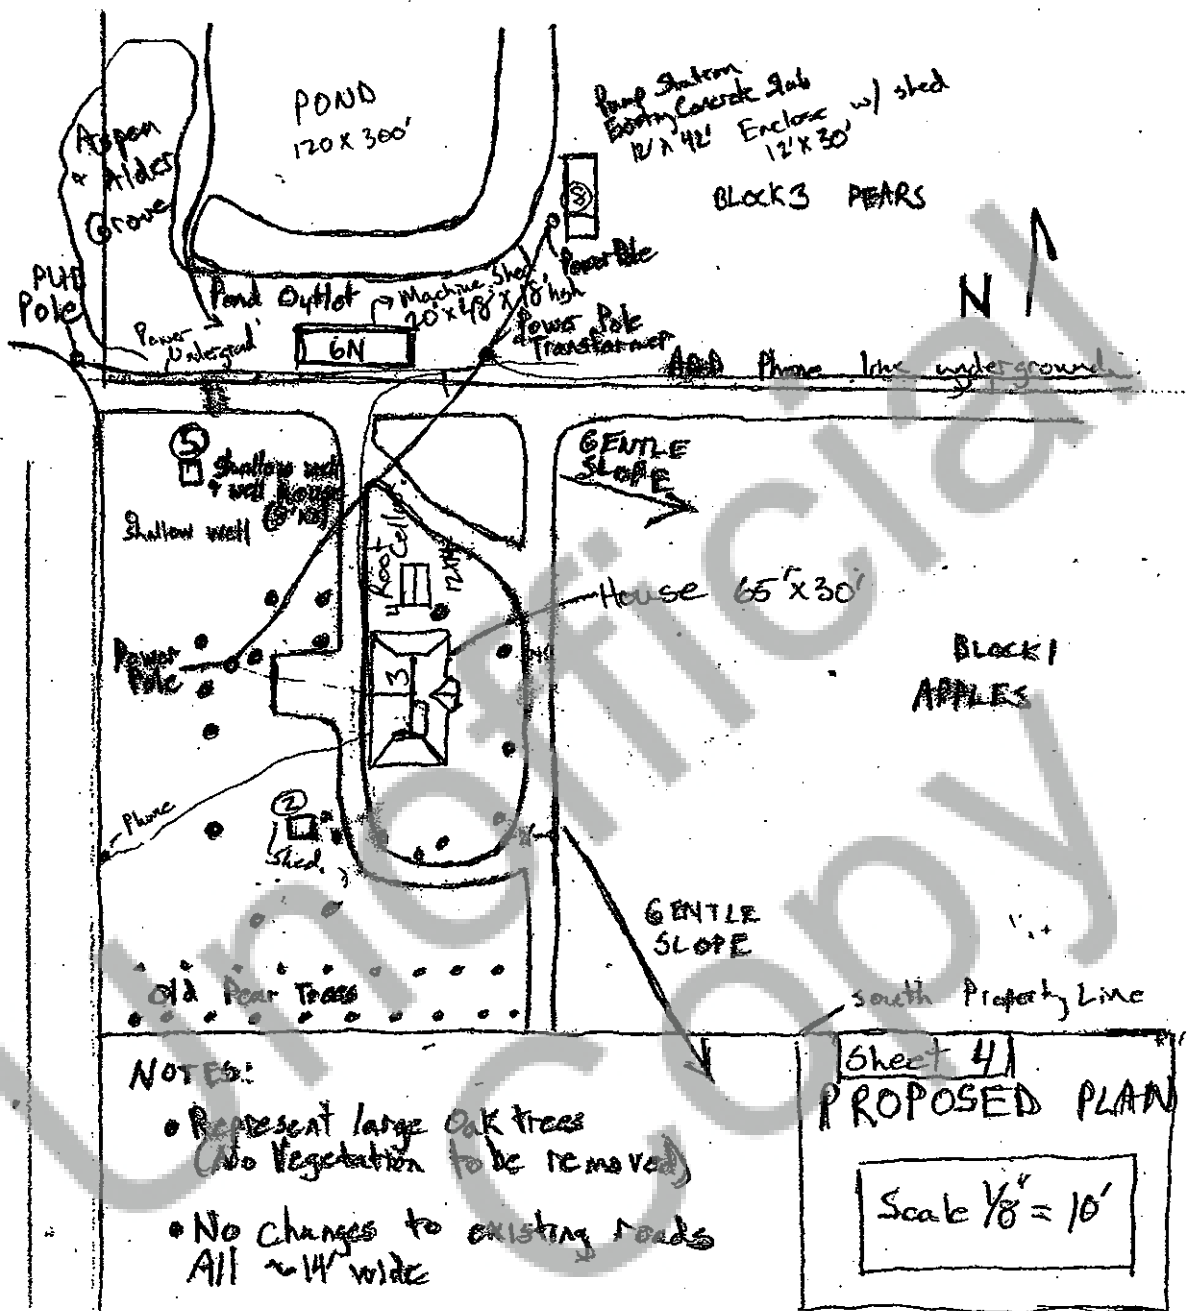 POND
120 X 300'
Aspen
& Alder
Grove
Pump Station
Existing Concrete Slab
12' X 42' Enclose w/ shed
12' X 30'
BLOCK 3 PEARS
Power Pole
PUD
Pole
Pond Outlet
Machine Shed
20' X 48' X 18' high
6N
Power
Undergrod
Power Pole
Transformer
N
Phone line underground
5
Shallow well
& well house
Shallow well
GENTLE
SLOPE
Root
Cellar
4
House 65' X 30'
BLOCK 1
APPLES
Power
Pole
3
Phone
2
Shed
GENTLE
SLOPE
Old Pear Trees
South Property Line
NOTES:
• Represent large Oak trees
(No Vegetation to be removed)
• No changes to existing roads
All ~14' wide
Sheet 4
PROPOSED PLAN
Scale 1/8" = 10'
Unofficial
Copy